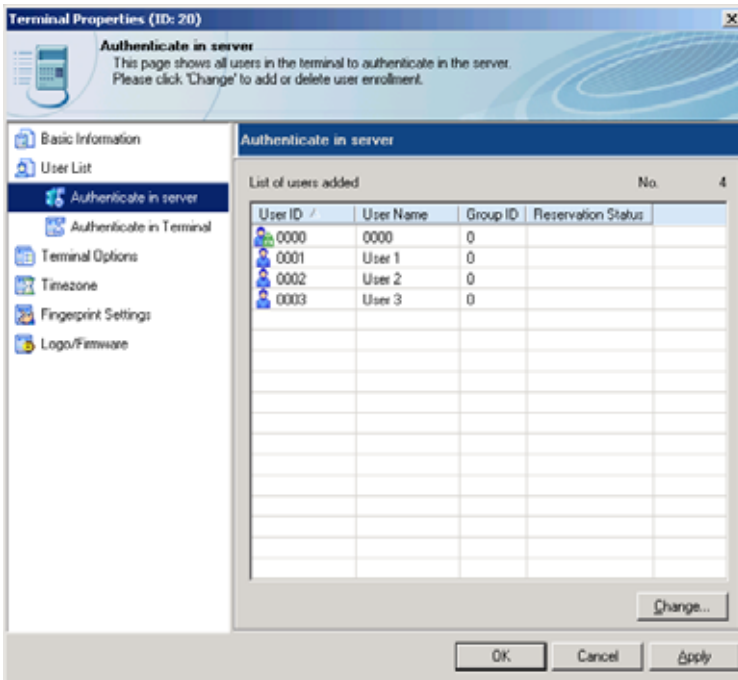 Terminal Properties (ID: 20)
Authenticate in server
This page shows all users in the terminal to authenticate in the server.
Please click 'Change' to add or delete user enrollment.
Basic Information
User List
Authenticate in server
Authenticate in Terminal
Terminal Options
Timezone
Fingerprint Settings
Logo/Firmware
Authenticate in server
List of users added No. 4
User ID User Name Group ID Reservation Status
0000 0000 0
0001 User 1 0
0002 User 2 0
0003 User 3 0
Change...
OK Cancel Apply